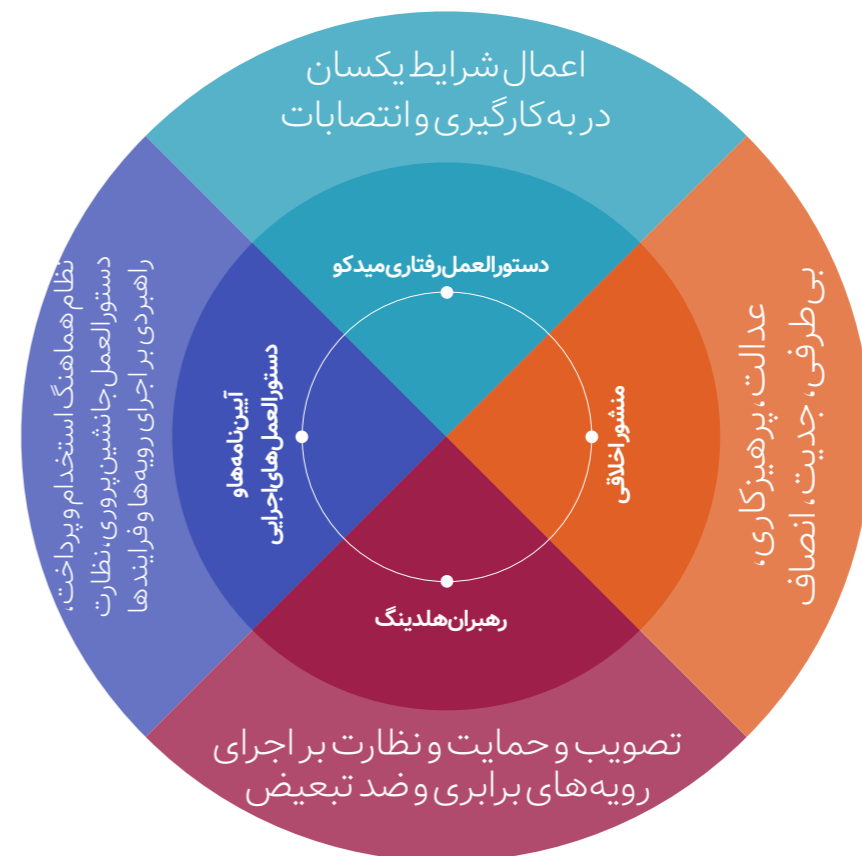 اعمال شرایط یکسان
در به‌کارگیری و انتصابات
دستورالعمل رفتاری میدکو
عدالت، پرهیزکاری،
بی‌طرفی، جدیت، انصاف
منشور اخلاقی
آیین‌نامه‌ها و
دستورالعمل‌های اجرایی
نظام هماهنگ استخدام و پرداخت،
دستورالعمل جانشین‌پروری، نظارت
راهبردی بر اجرای رویه‌ها و فرایندها
رهبران هلدینگ
تصویب و حمایت و نظارت بر اجرای
رویه‌های برابری و ضد تبعیض